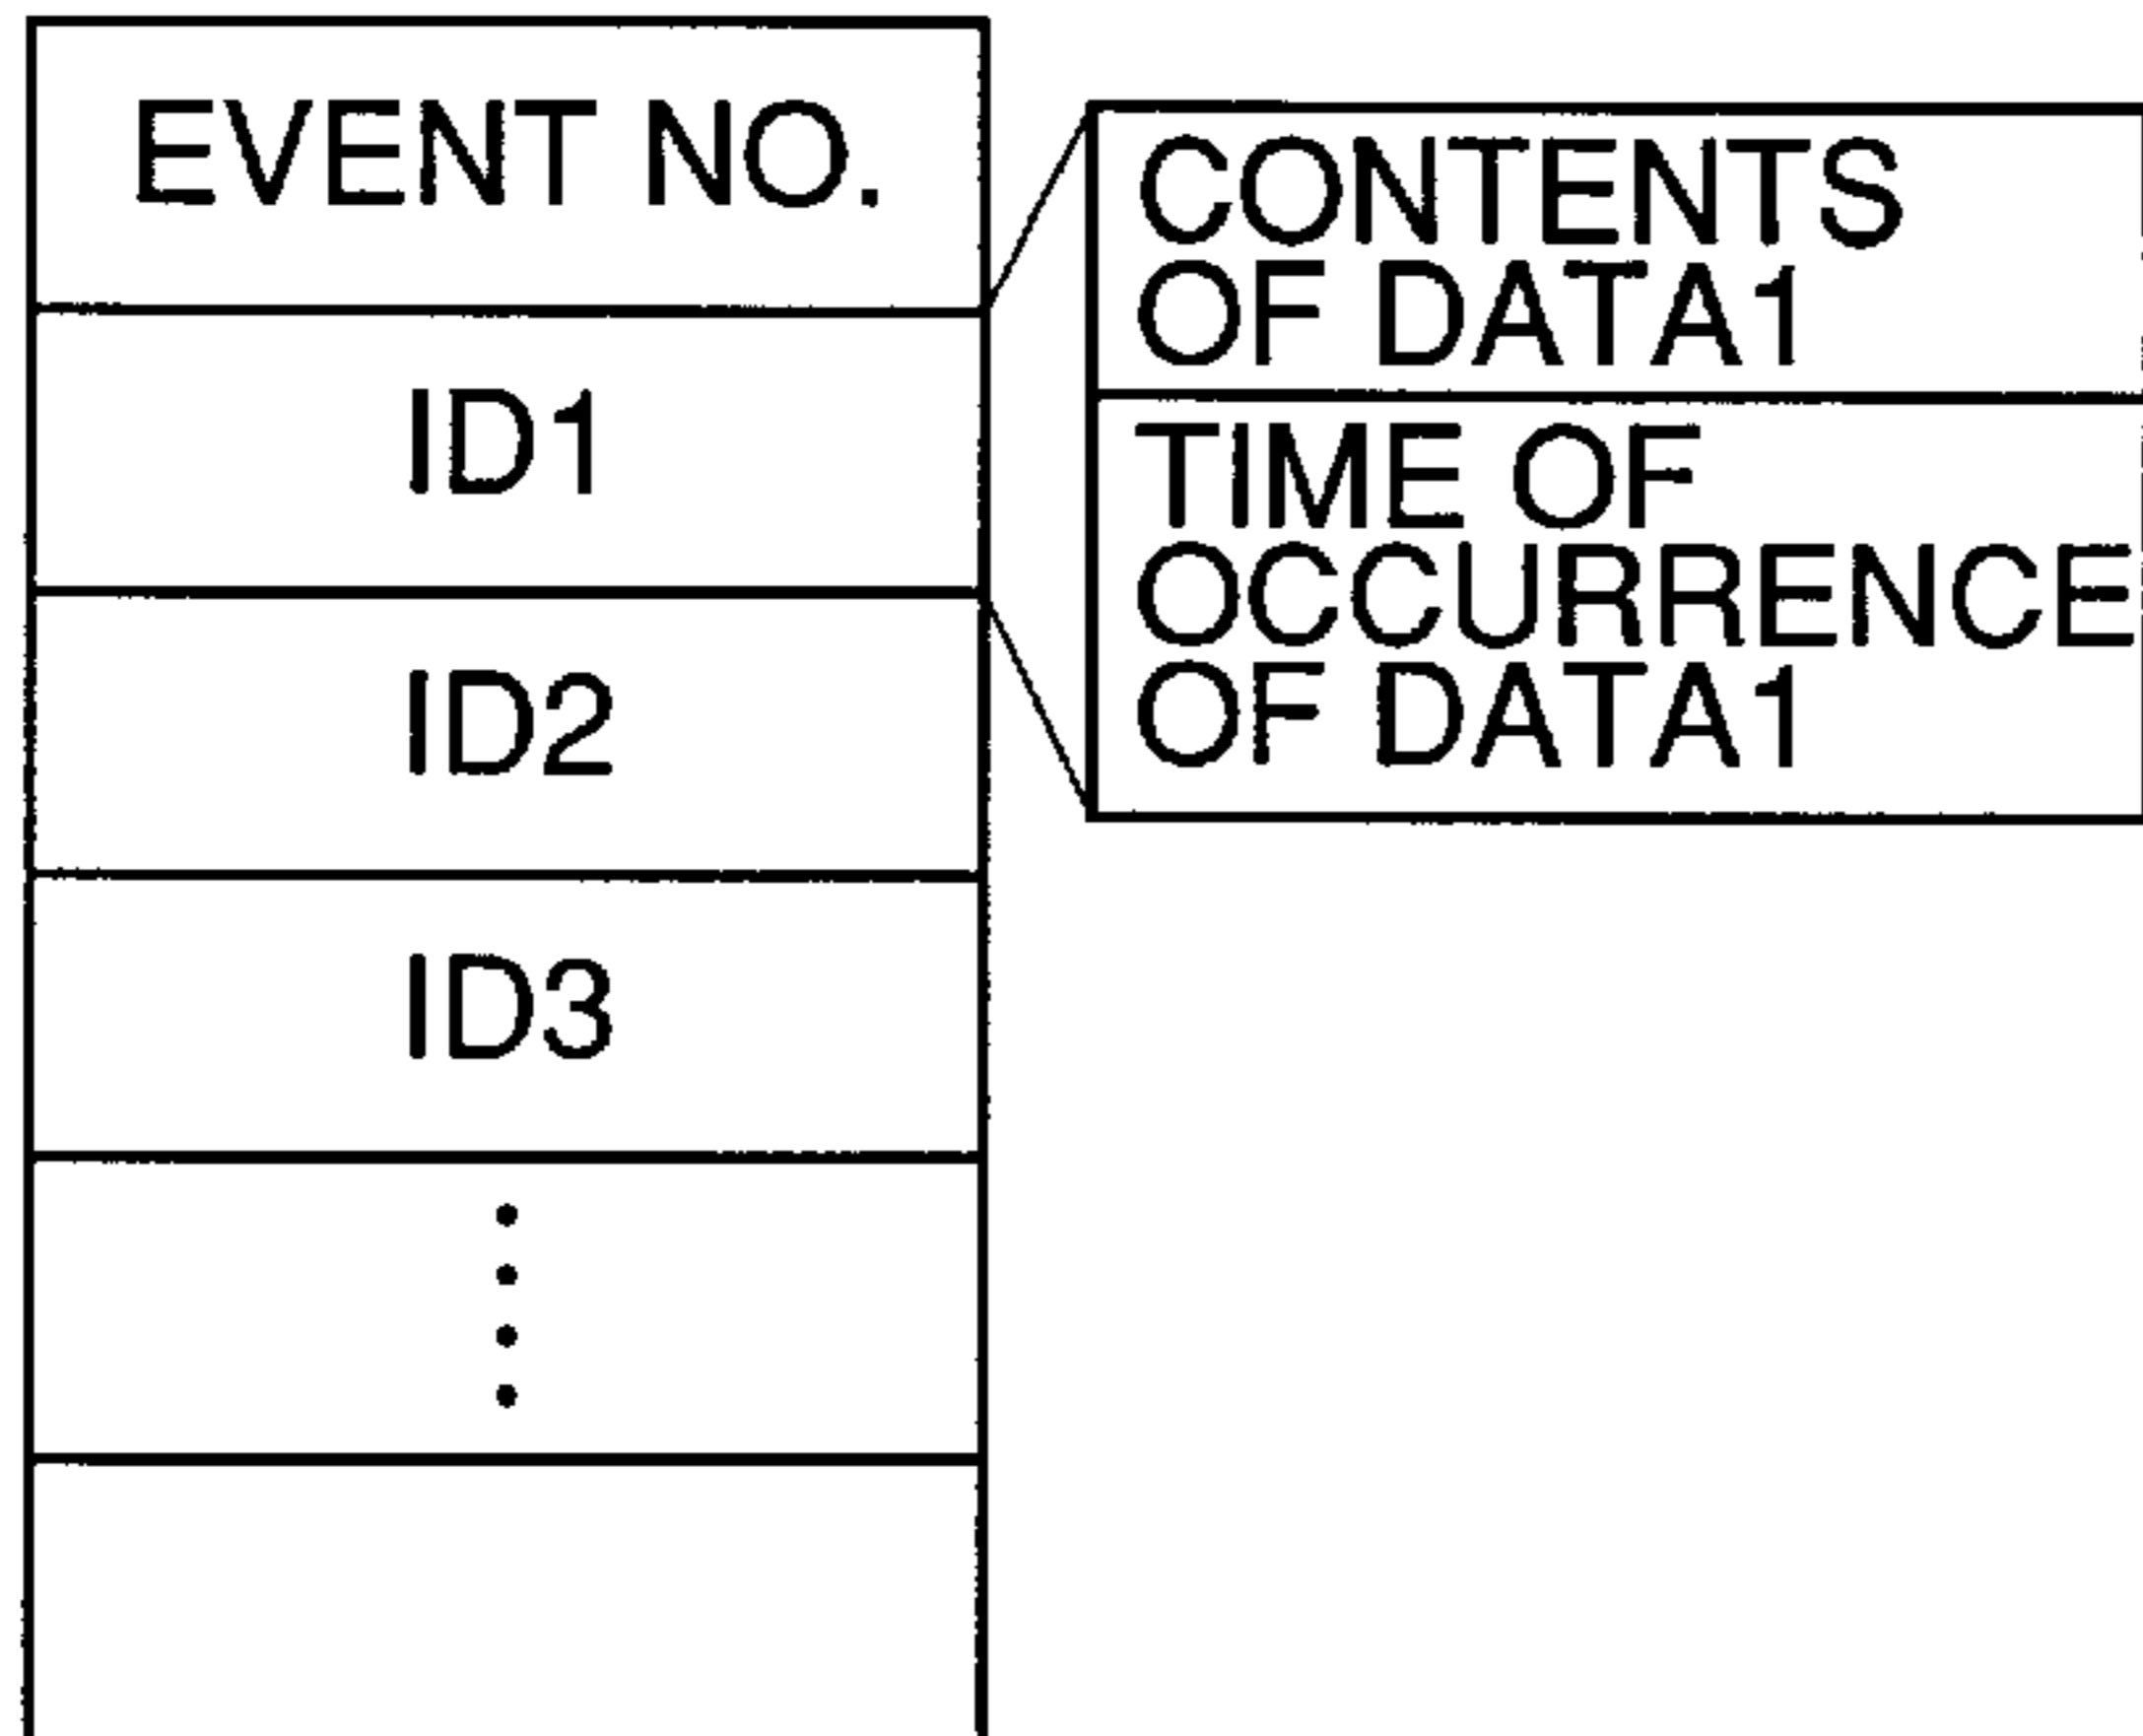 EVENT NO.
ID1
ID2
ID3
CONTENTS
OF DATA1
TIME OF
OCCURRENCE
OF DATA1